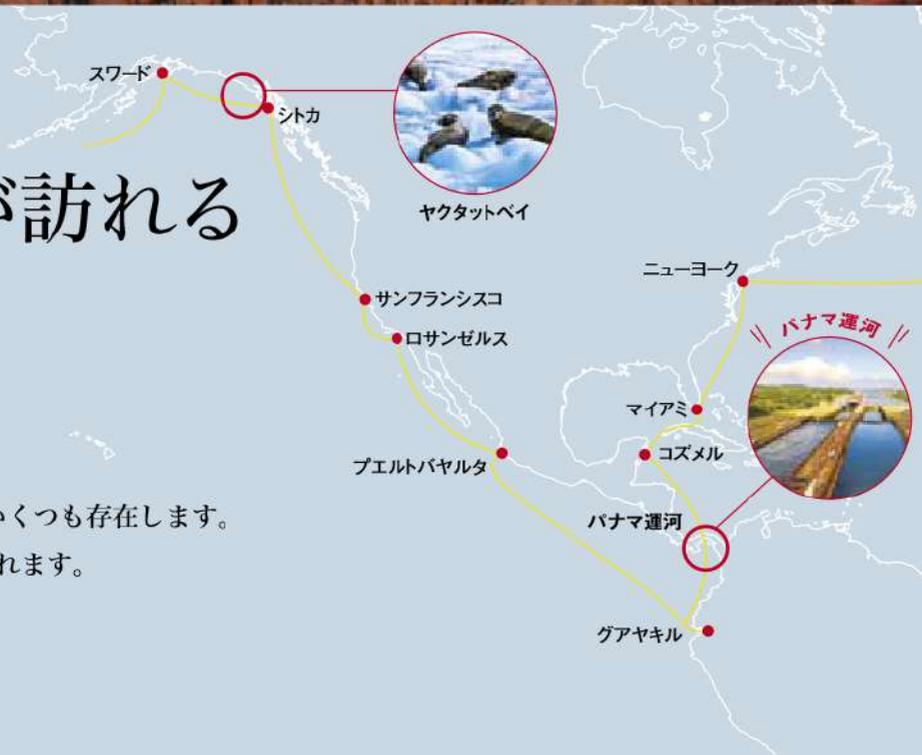 スワード
シトカ
ヤクタットベイ
が訪れる
ニューヨーク
サンフランシスコ
パナマ運河
ロサンゼルス
マイアミ
コズメル
プエルトバヤルタ
いくつも存在します。
パナマ運河
れます。
グアヤキル